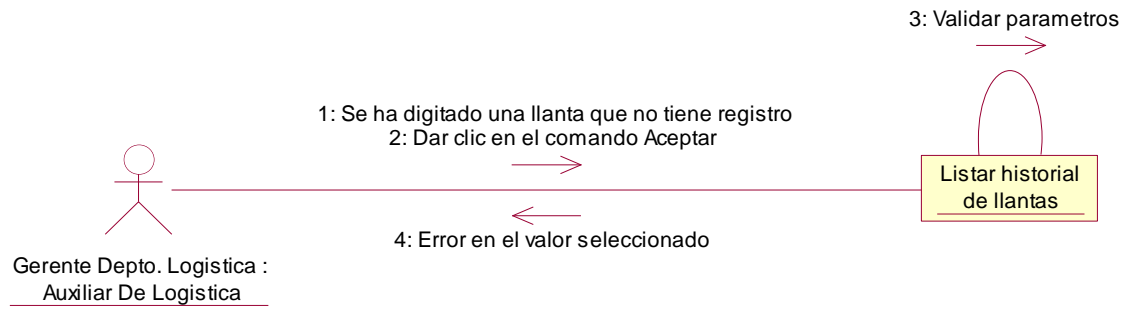 3: Validar parametros
1: Se ha digitado una llanta que no tiene registro
2: Dar clic en el comando Aceptar
Listar historial
de llantas
4: Error en el valor seleccionado
Gerente Depto. Logistica :
Auxiliar De Logistica